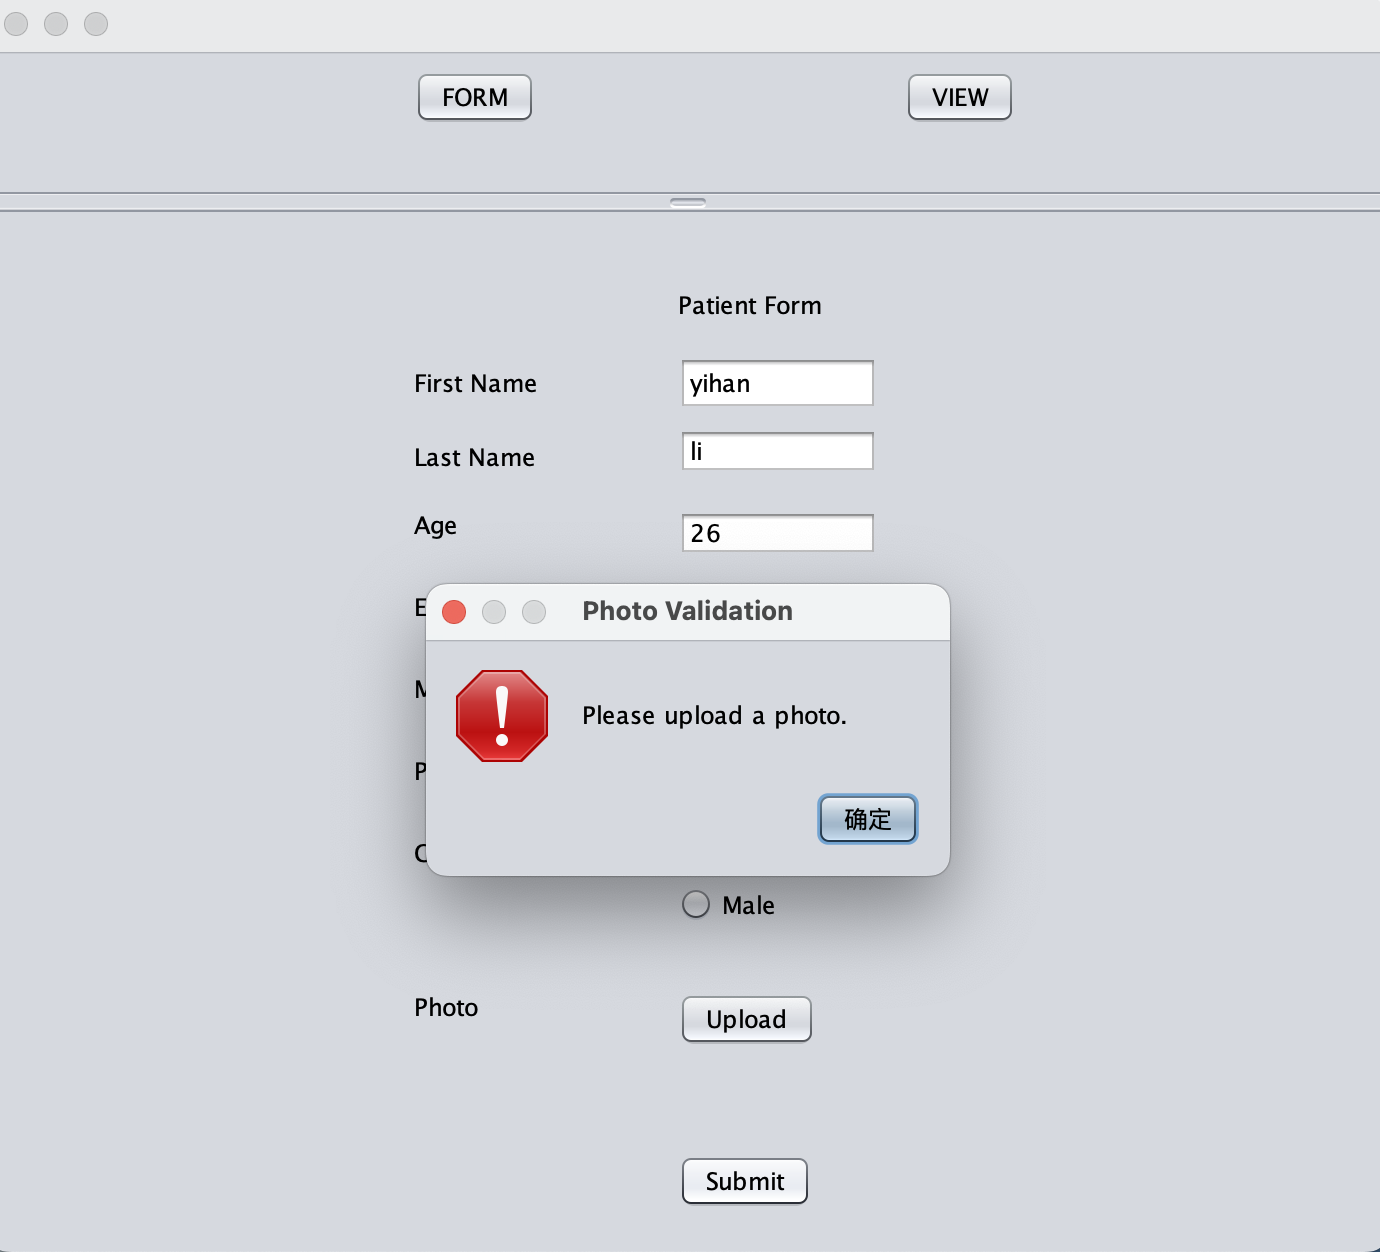 FORM
VIEW
Patient Form
First Name
yihan
Last Name
li
Age
26
Photo Validation
Please upload a photo.
确定
Male
Photo
Upload
Submit